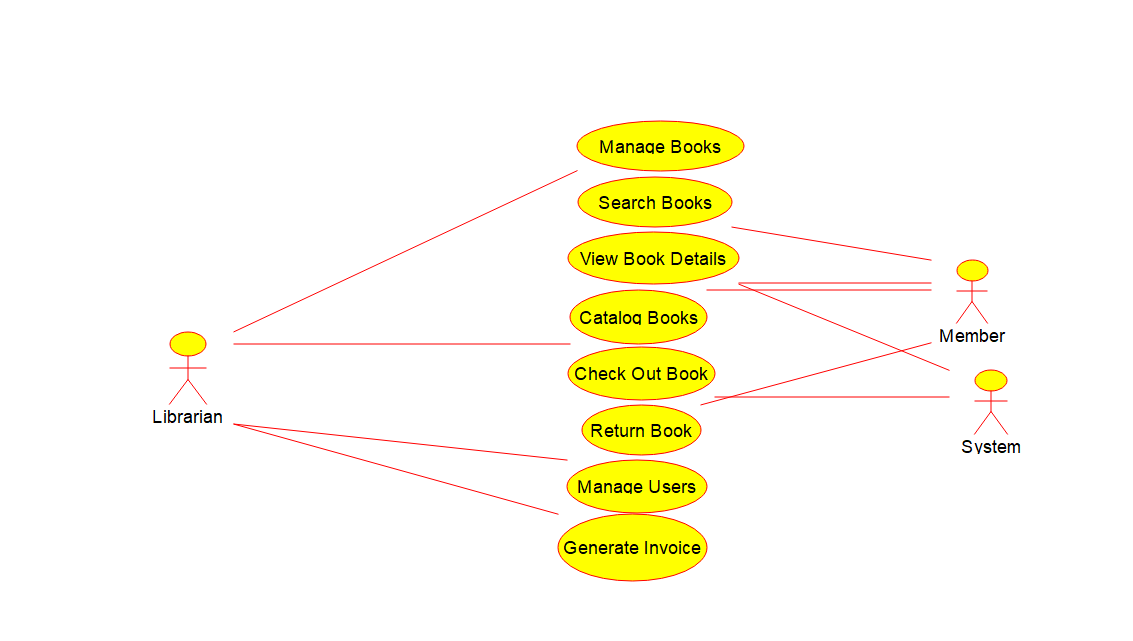 Manage Books
Search Books
View Book Details
Catalog Books
Check Out Book
Return Book
Manage Users
Generate Invoice
Librarian
Member
System